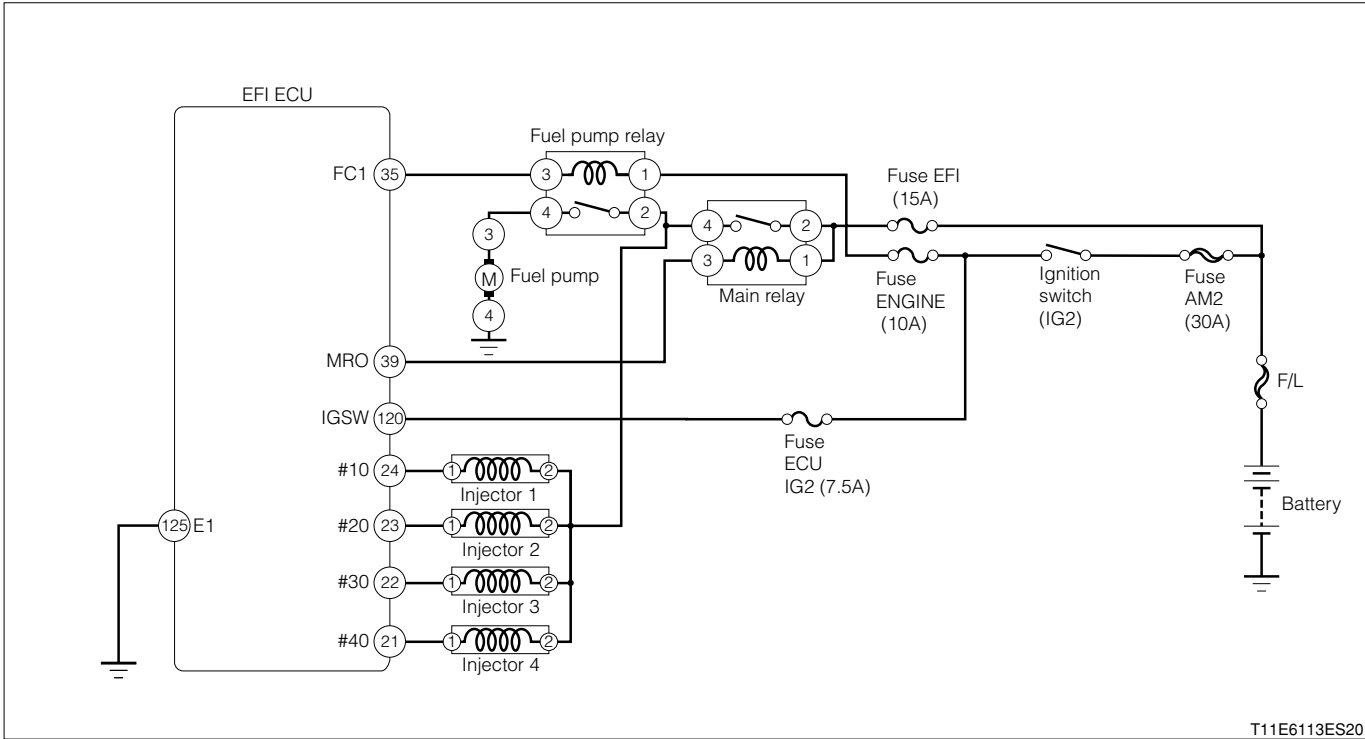 EFI ECU
Fuel pump relay
FC1 35
3 1
4 2
3
M Fuel pump
4
4 2
3 1
Main relay
Fuse EFI
(15A)
Fuse
ENGINE
(10A)
Ignition
switch
(IG2)
Fuse
AM2
(30A)
F/L
Battery
MRO 39
IGSW 120
Fuse
ECU
IG2 (7.5A)
#10 24 1 2
Injector 1
#20 23 1 2
Injector 2
#30 22 1 2
Injector 3
#40 21 1 2
Injector 4
125 E1
T11E6113ES20